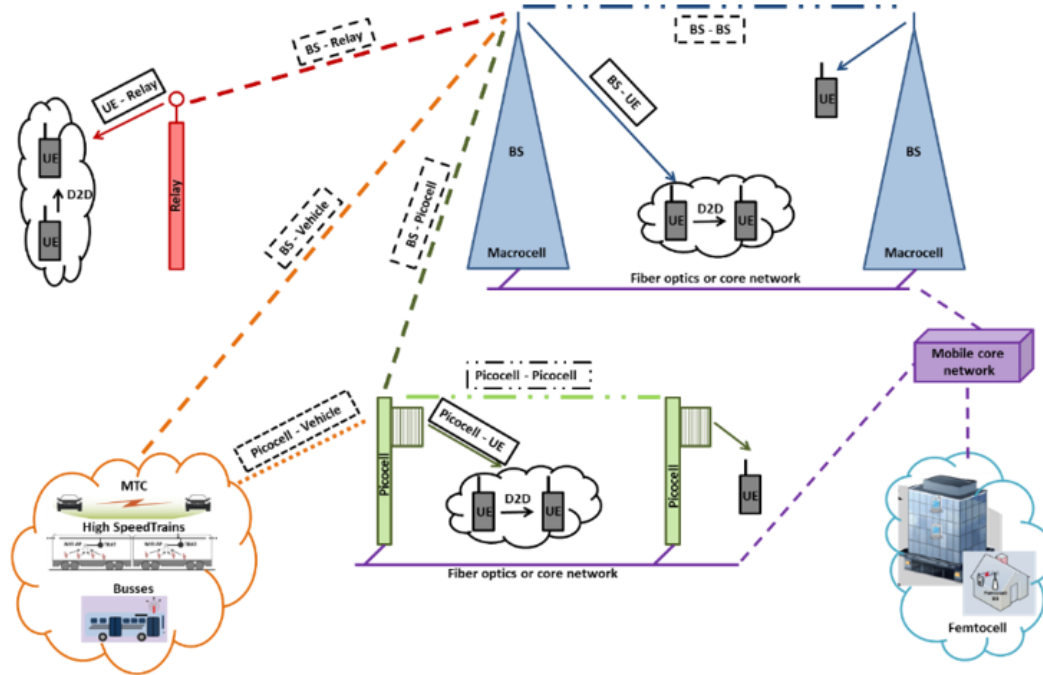 BS - Relay
BS - BS
UE - Relay
BS - UE
UE
UE
D2D
UE
Relay
BS - Vehicle
BS - Picocell
BS
BS
UE
D2D
UE
Macrocell
Macrocell
Fiber optics or core network
Mobile core
network
Picocell - Picocell
Picocell - Vehicle
Picocell - UE
Picocell
Picocell
UE
D2D
UE
UE
MTC
High SpeedTrains
Busses
Fiber optics or core network
Femtocell